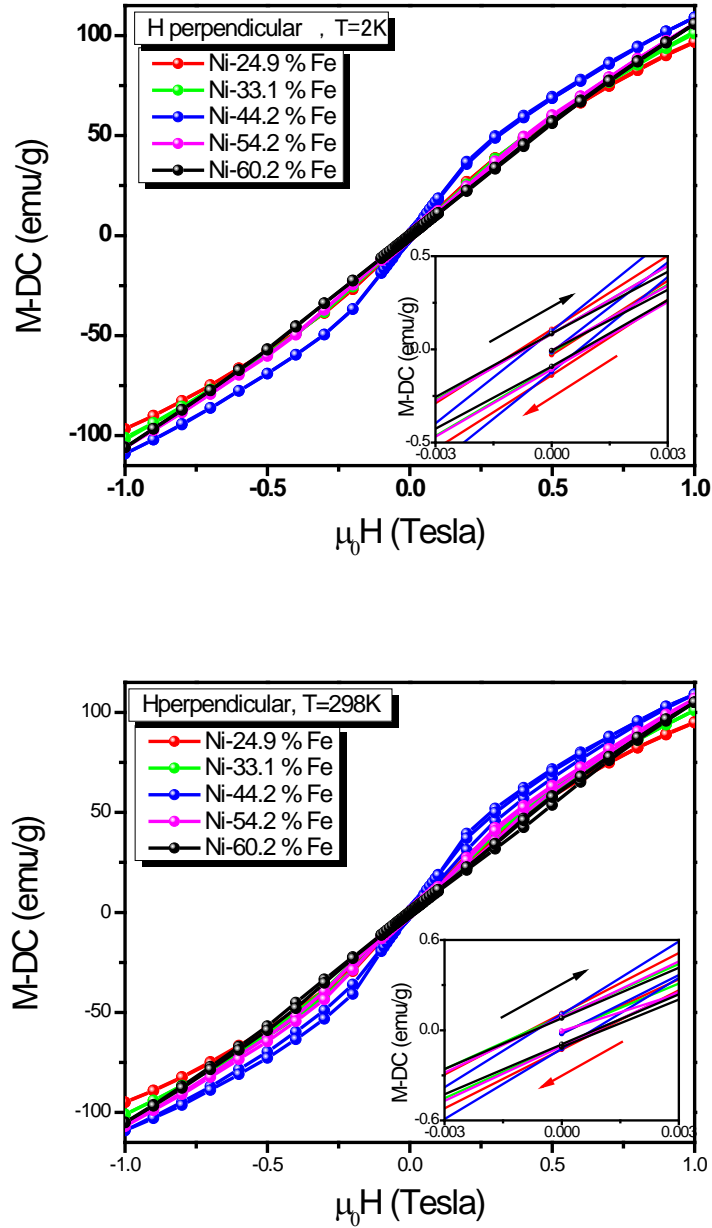 H perpendicular , T=2K
Ni-24.9 % Fe
Ni-33.1 % Fe
Ni-44.2 % Fe
Ni-54.2 % Fe
Ni-60.2 % Fe
100
50
0
-50
-100
M-DC (emu/g)
-1.0 -0.5 0.0 0.5 1.0
μ0H (Tesla)
0.5
0.0
-0.5
M-DC (emu/g)
-0.003 0.000 0.003
Hperpendicular, T=298K
Ni-24.9 % Fe
Ni-33.1 % Fe
Ni-44.2 % Fe
Ni-54.2 % Fe
Ni-60.2 % Fe
100
50
0
-50
-100
M-DC (emu/g)
-1.0 -0.5 0.0 0.5 1.0
μ0H (Tesla)
0.6
0.0
-0.6
M-DC (emu/g)
-0.003 0.000 0.003